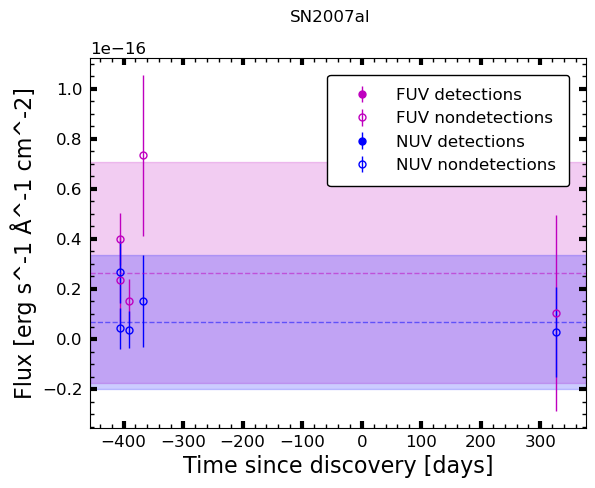 SN2007al
1e−16
Flux [erg s^-1 Å^-1 cm^-2]
1.0
0.8
0.6
0.4
0.2
0.0
−0.2
FUV detections
FUV nondetections
NUV detections
NUV nondetections
−400
−300
−200
−100
0
100
200
300
Time since discovery [days]